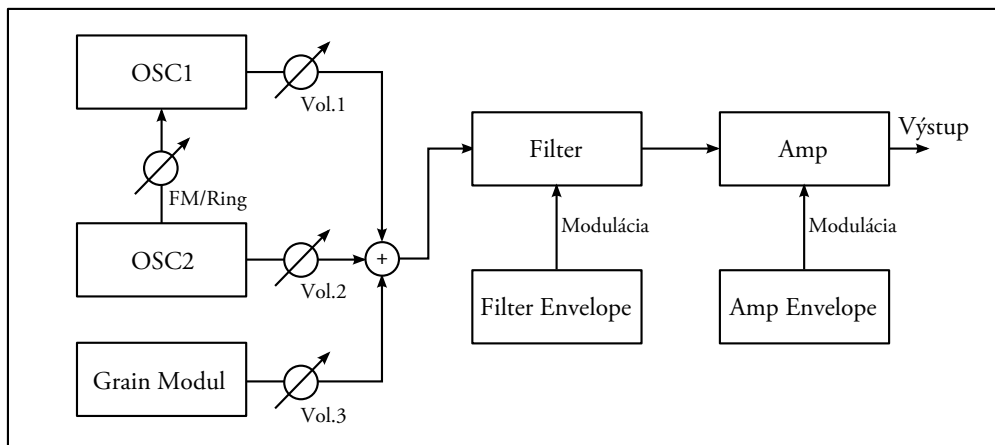 OSC1
Vol.1
FM/Ring
OSC2
Vol.2
+
Grain Modul
Vol.3
Filter
Modulácia
Filter Envelope
Amp
Výstup
Modulácia
Amp Envelope